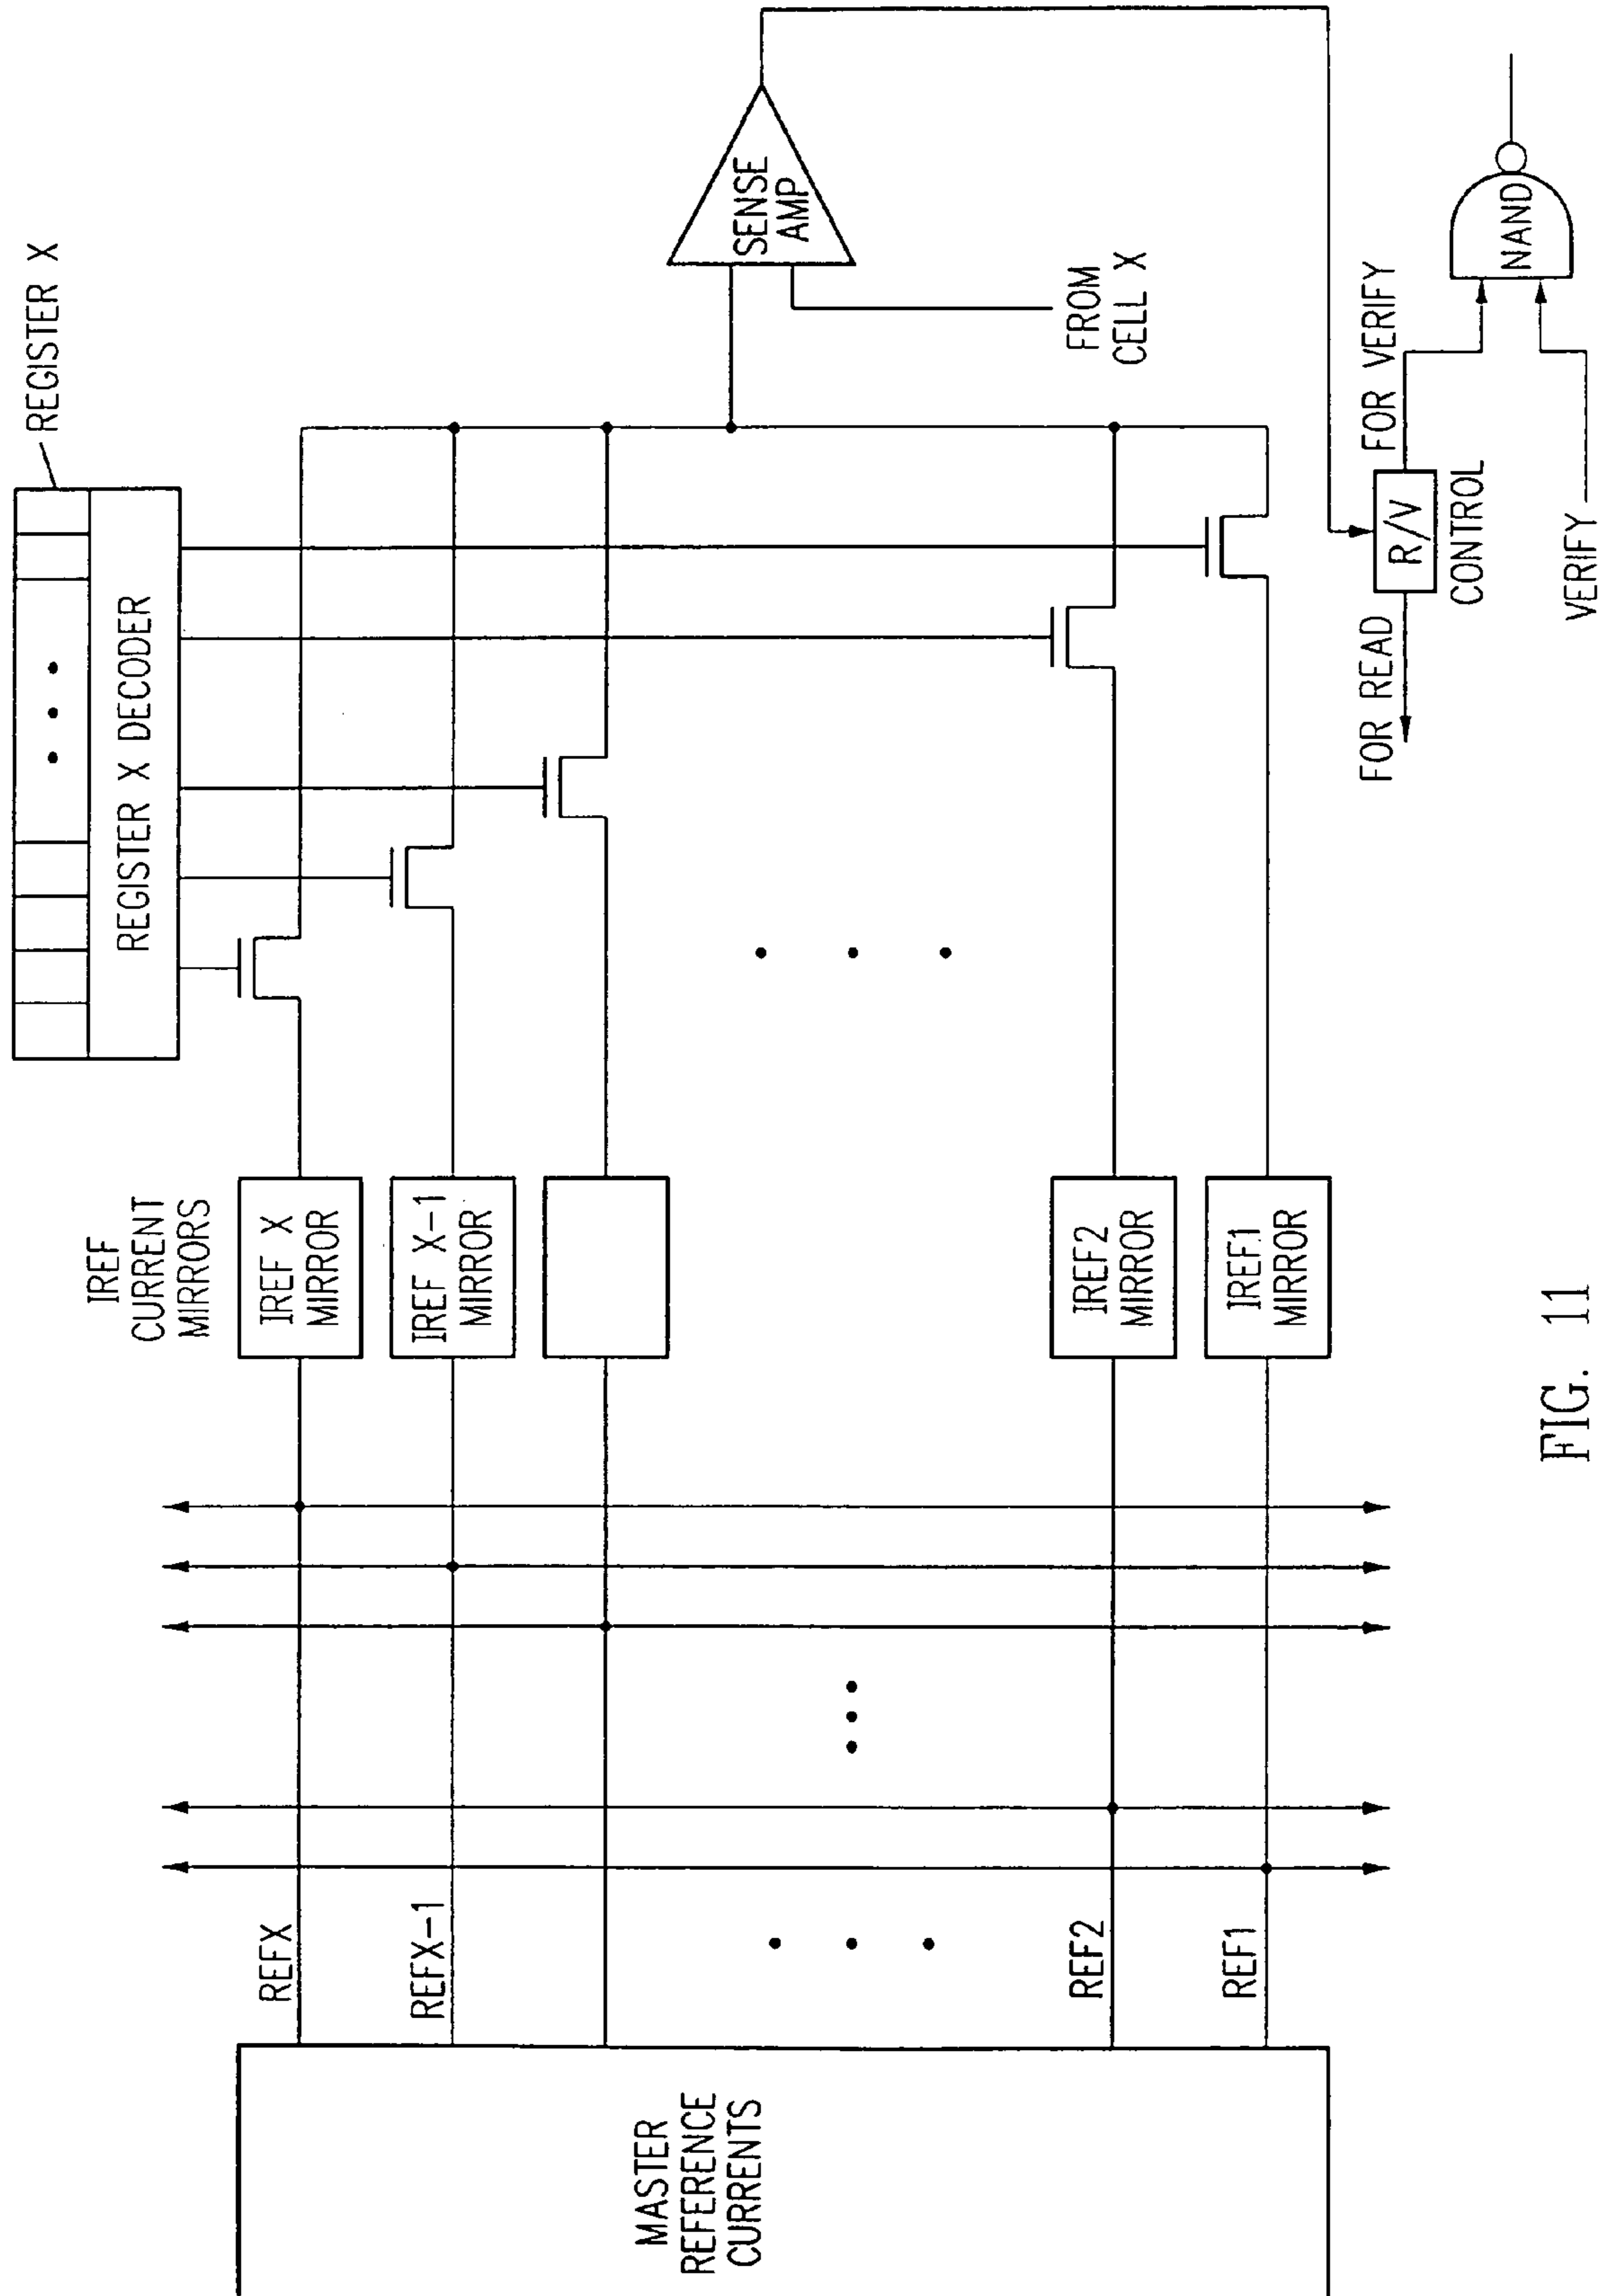 REGISTER X
REGISTER X DECODER
IREF
CURRENT
MIRRORS
MASTER
REFERENCE
CURRENTS
REFX
IREF X
MIRROR
REFX-1
IREF X-1
MIRROR
SENSE
AMP
FROM
CELL X
REF2
IREF2
MIRROR
REF1
IREF1
MIRROR
FOR READ
R/V
CONTROL
FOR VERIFY
VERIFY
NAND
FIG. 11